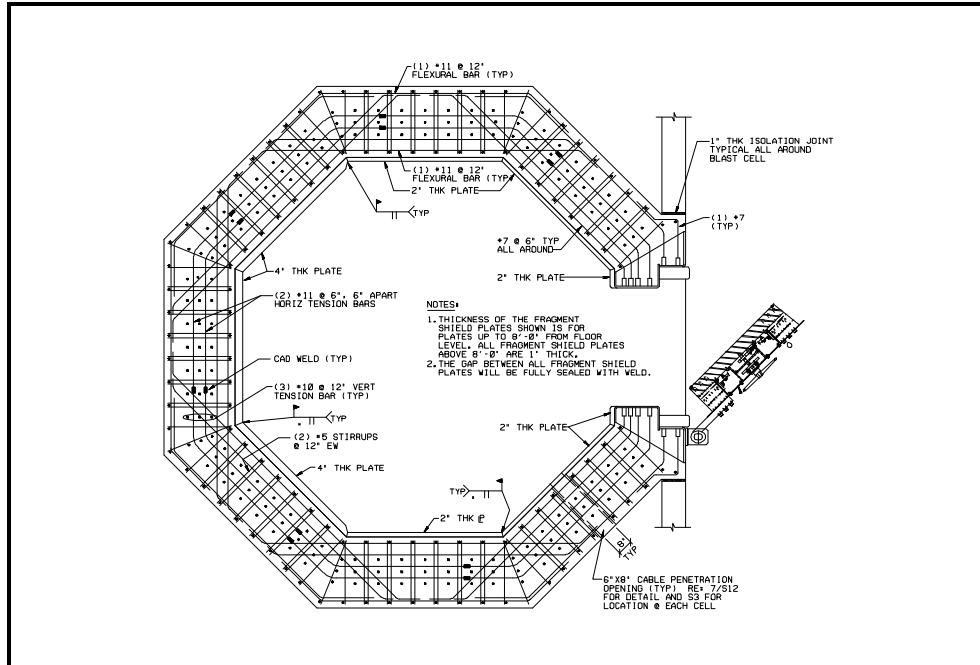 (1) #11 @ 12"
FLEXURAL BAR (TYP)
1" THK ISOLATION JOINT
TYPICAL ALL AROUND
BLAST CELL
(1) #11 @ 12"
FLEXURAL BAR (TYP
2" THK PLATE
TYP
(1) #7
(TYP)
#7 @ 6" TYP
ALL AROUND
4" THK PLATE
2" THK PLATE
(2) #11 @ 6", 6" APART
HORIZ TENSION BARS
NOTES:
1. THICKNESS OF THE FRAGMENT
SHIELD PLATES SHOWN IS FOR
PLATES UP TO 8'-0" FROM FLOOR
LEVEL. ALL FRAGMENT SHIELD PLATES
ABOVE 8'-0" ARE 1" THICK.
2. THE GAP BETWEEN ALL FRAGMENT SHIELD
PLATES WILL BE FULLY SEALED WITH WELD.
CAD WELD (TYP)
(3) #10 @ 12" VERT
TENSION BAR (TYP)
TYP
2" THK PLATE
(2) #5 STIRRUPS
@ 12" EW
4" THK PLATE
TYP
2" THK
8"
TYP
6"X8" CABLE PENETRATION
OPENING (TYP) RE: 7/S12
FOR DETAIL AND S3 FOR
LOCATION @ EACH CELL